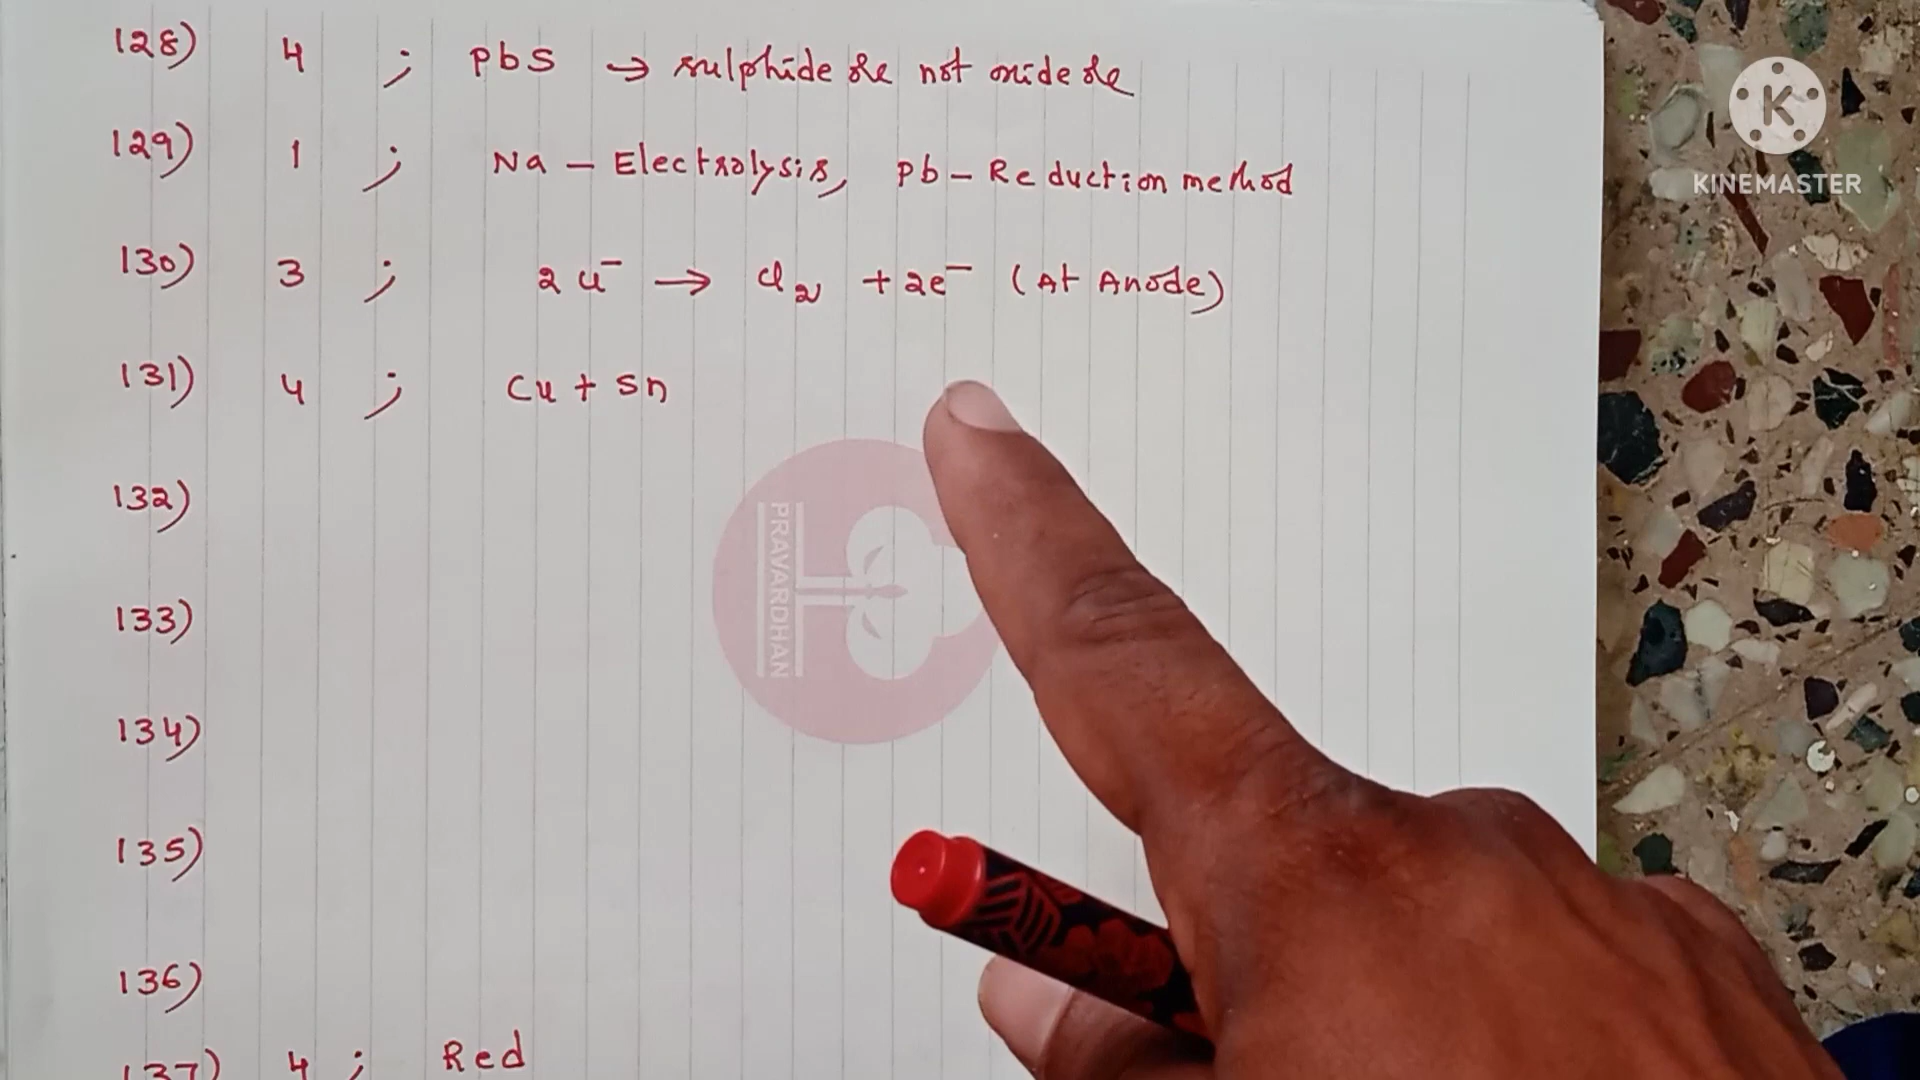 128) 4 ; PbS → sulphide ore not oxide ore
129) 1 ; Na - Electrolysis, Pb - Reduction method
130) 3 ; 2Cl⁻ → Cl₂ + 2e⁻ (At Anode)
131) 4 ; Cu + Sn
132)
133)
134)
135)
136)
137) 4 ; Red
KINEMASTER
PRAVARDHAN